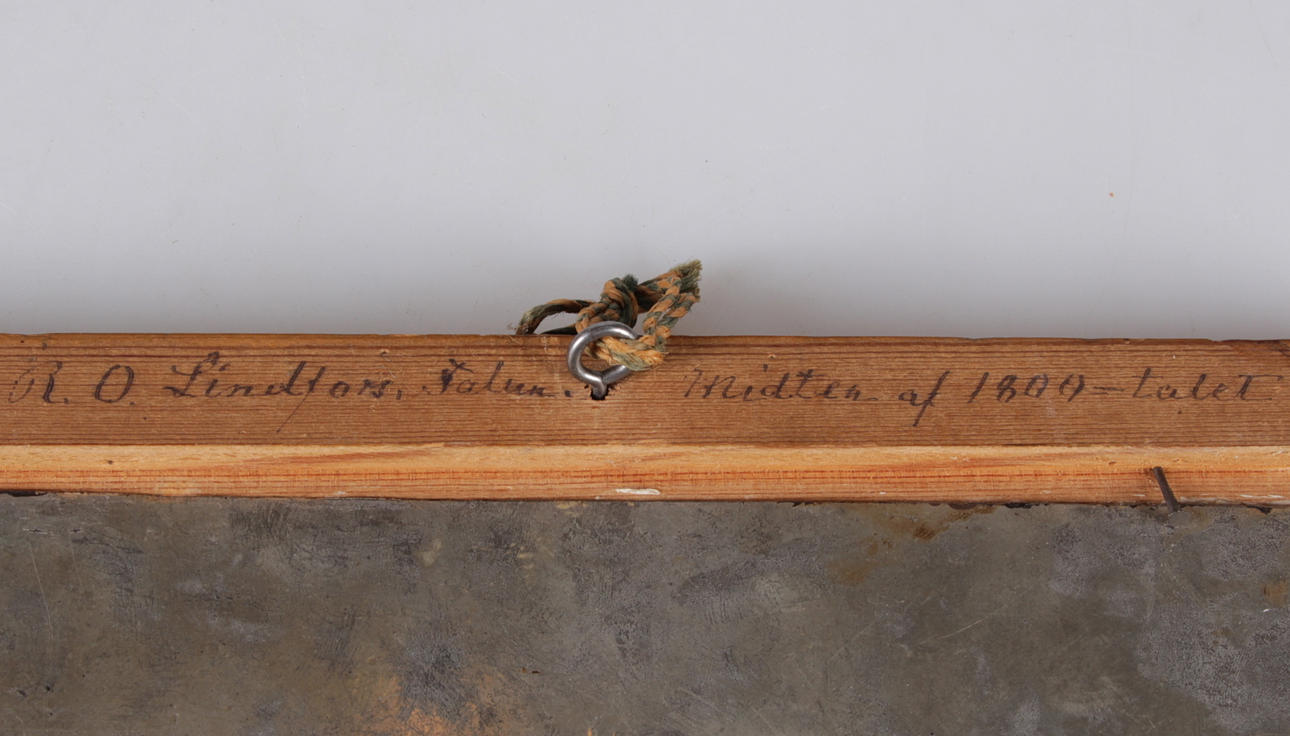 R. O. Lindfors, Falun. Midten af 1800-talet